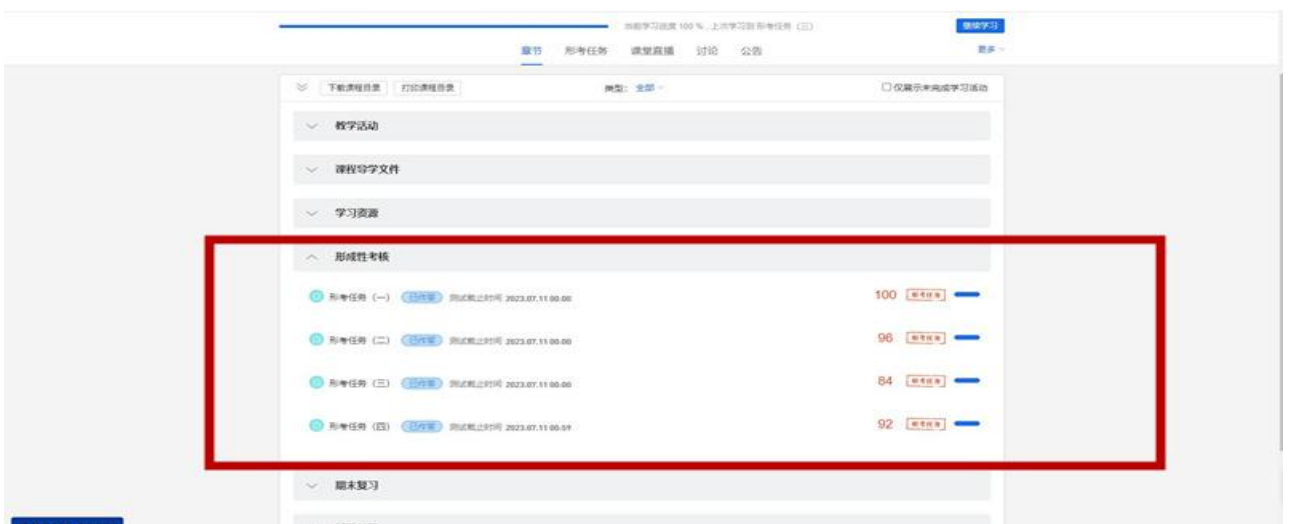 当前学习进度 100 %，上次学习到 形考任务（三） 继续学习
章节 形考任务 课堂直播 讨论 公告 更多
下载课程目录 打印课程目录 类型： 全部 仅展示未完成学习活动
教学活动
课程导学文件
学习资源
形成性考核
形考任务（一） 已作答 测试截止时间 2023.07.11 00:00 100 形考任务
形考任务（二） 已作答 测试截止时间 2023.07.11 00:00 96 形考任务
形考任务（三） 已作答 测试截止时间 2023.07.11 00:00 84 形考任务
形考任务（四） 已作答 测试截止时间 2023.07.11 00:59 92 形考任务
期末复习